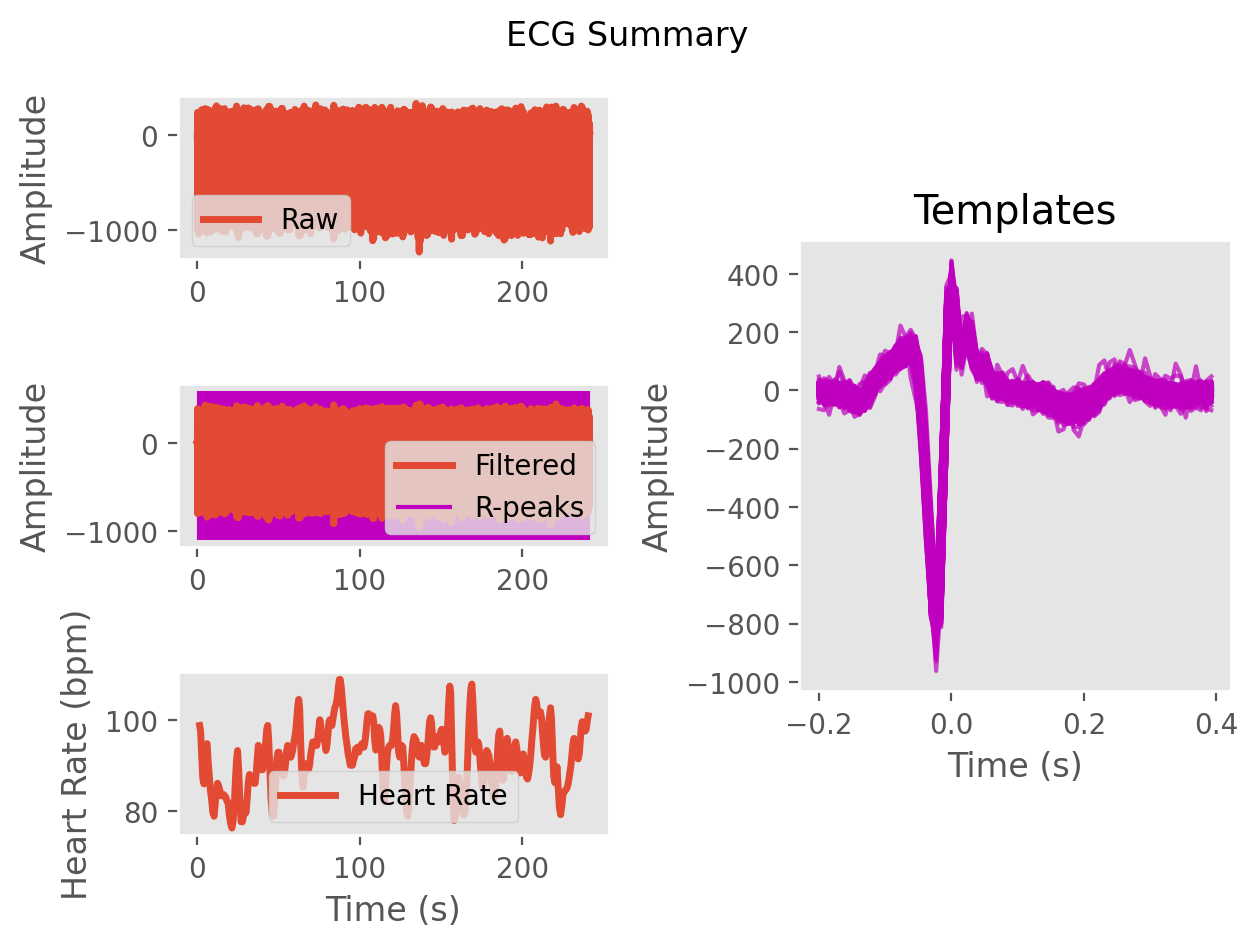 ECG Summary
Amplitude
0
−1000
Raw
0 100 200
Amplitude
0
−1000
Filtered
R-peaks
0 100 200
Heart Rate (bpm)
100
80
Heart Rate
0 100 200
Time (s)
Templates
Amplitude
400
200
0
−200
−400
−600
−800
−1000
−0.2 0.0 0.2 0.4
Time (s)